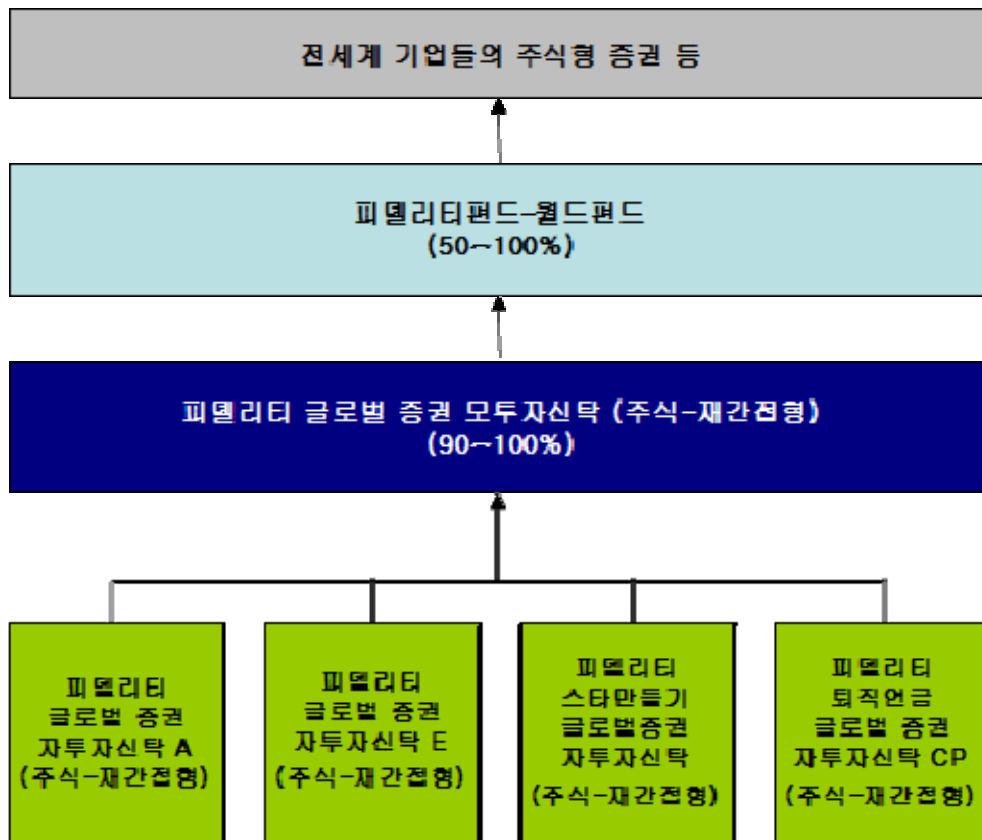 전세계 기업들의 주식형 증권 등
피델리티펀드-월드펀드
(50~100%)
피델리티 글로벌 증권 모투자신탁 (주식-재간접형)
(90~100%)
피델리티
글로벌 증권
자투자신탁 A
(주식-재간접형)
피델리티
글로벌 증권
자투자신탁 E
(주식-재간접형)
피델리티
스타만들기
글로벌증권
자투자신탁
(주식-재간접형)
피델리티
퇴직연금
글로벌 증권
자투자신탁 CP
(주식-재간접형)